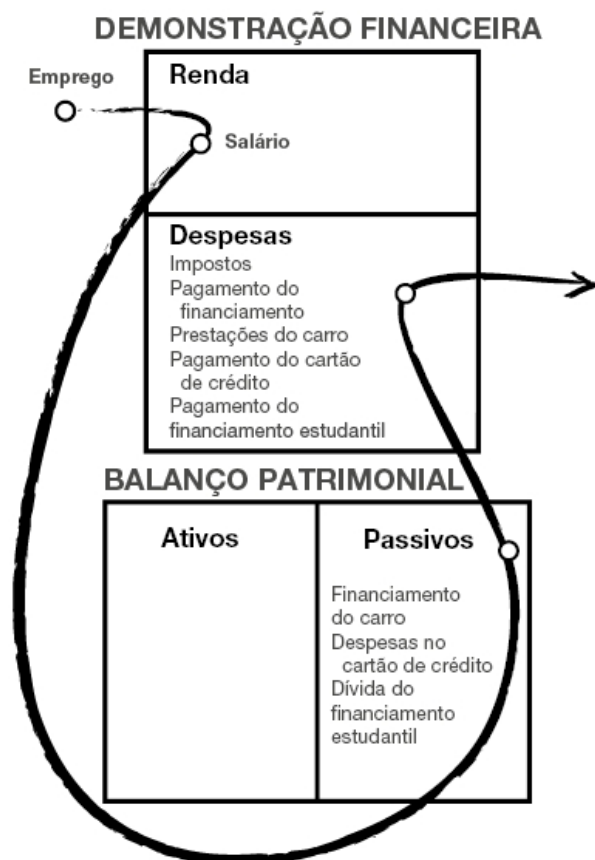 DEMONSTRAÇÃO FINANCEIRA
Emprego
Renda
Salário
Despesas
Impostos
Pagamento do
financiamento
Prestações do carro
Pagamento do cartão
de crédito
Pagamento do
financiamento estudantil
BALANÇO PATRIMONIAL
Ativos
Passivos
Financiamento
do carro
Despesas no
cartão de crédito
Dívida do
financiamento
estudantil